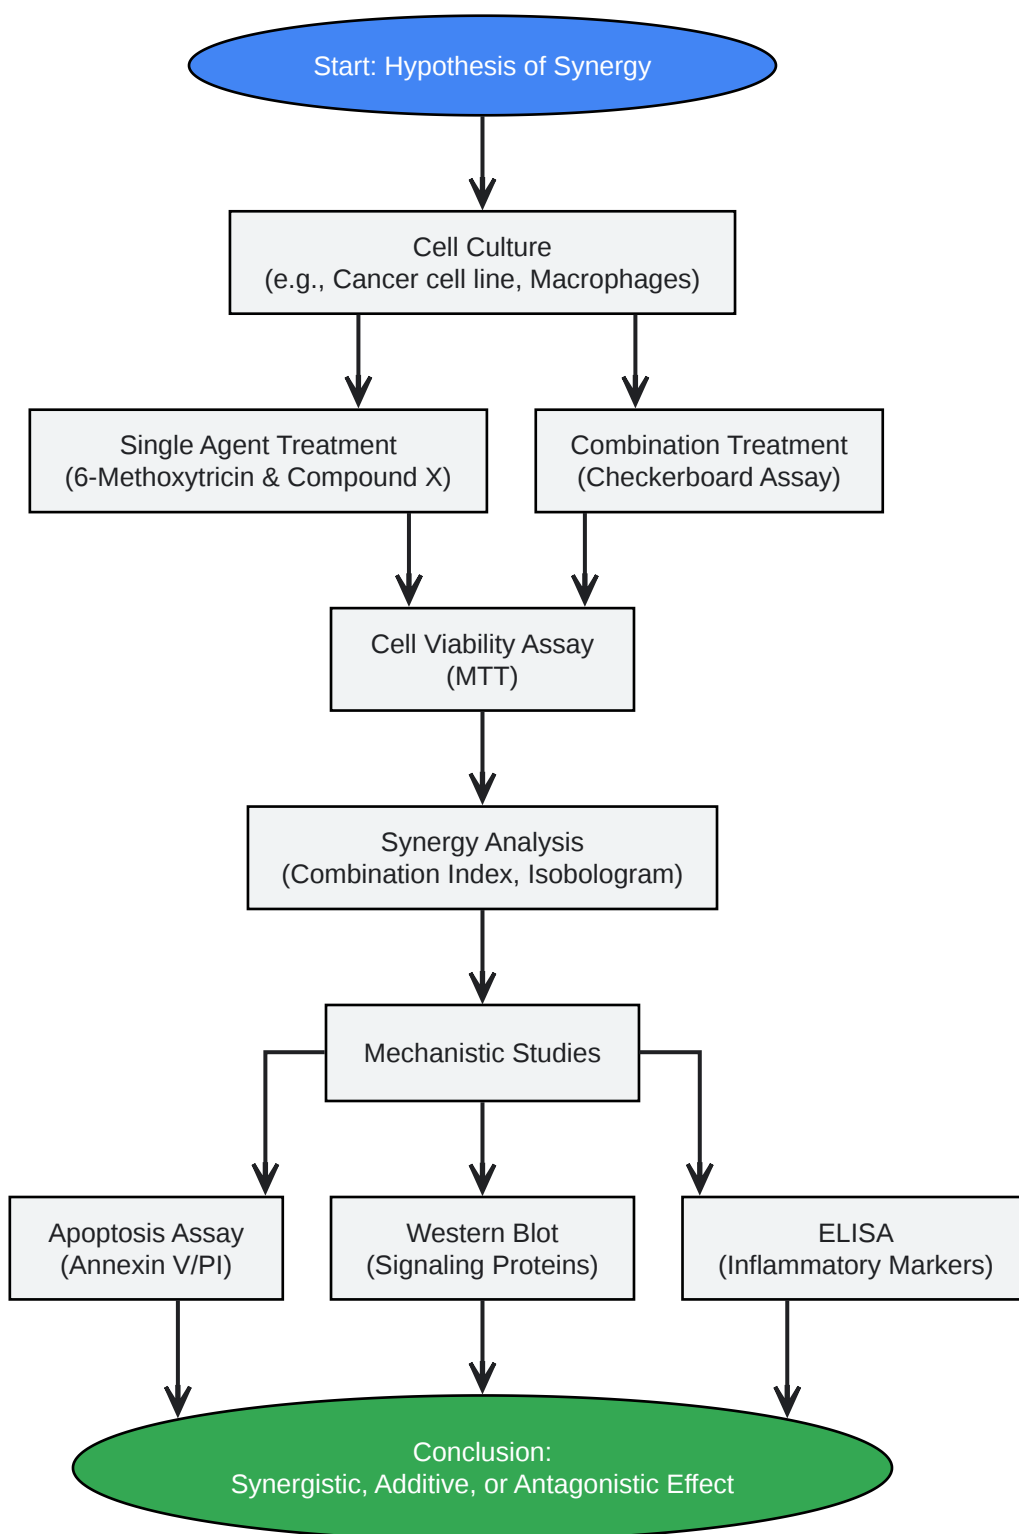 Start: Hypothesis of Synergy
Cell Culture
(e.g., Cancer cell line, Macrophages)
Single Agent Treatment
(6-Methoxytricin & Compound X)
Combination Treatment
(Checkerboard Assay)
Cell Viability Assay
(MTT)
Synergy Analysis
(Combination Index, Isobologram)
Mechanistic Studies
Apoptosis Assay
(Annexin V/PI)
Western Blot
(Signaling Proteins)
ELISA
(Inflammatory Markers)
Conclusion:
Synergistic, Additive, or Antagonistic Effect